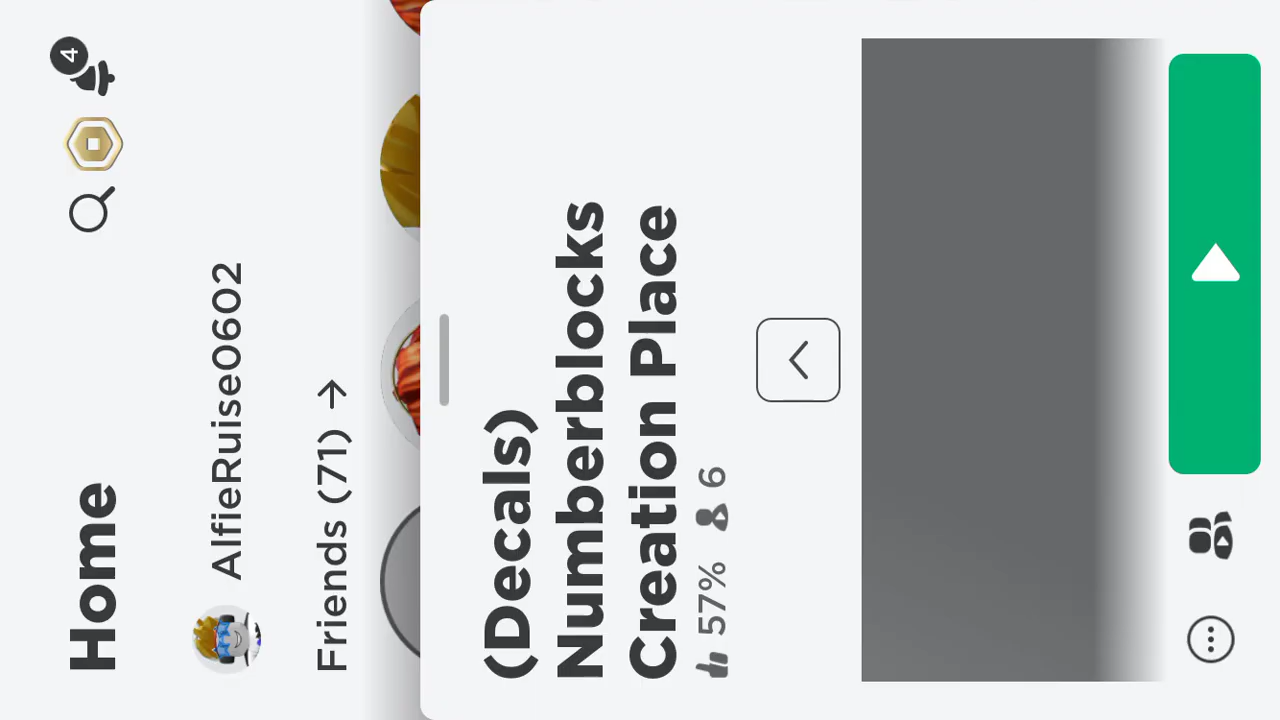 Home
4
AlfieRuise0602
Friends (71) →
(Decals)
Numberblocks
Creation Place
57% 6